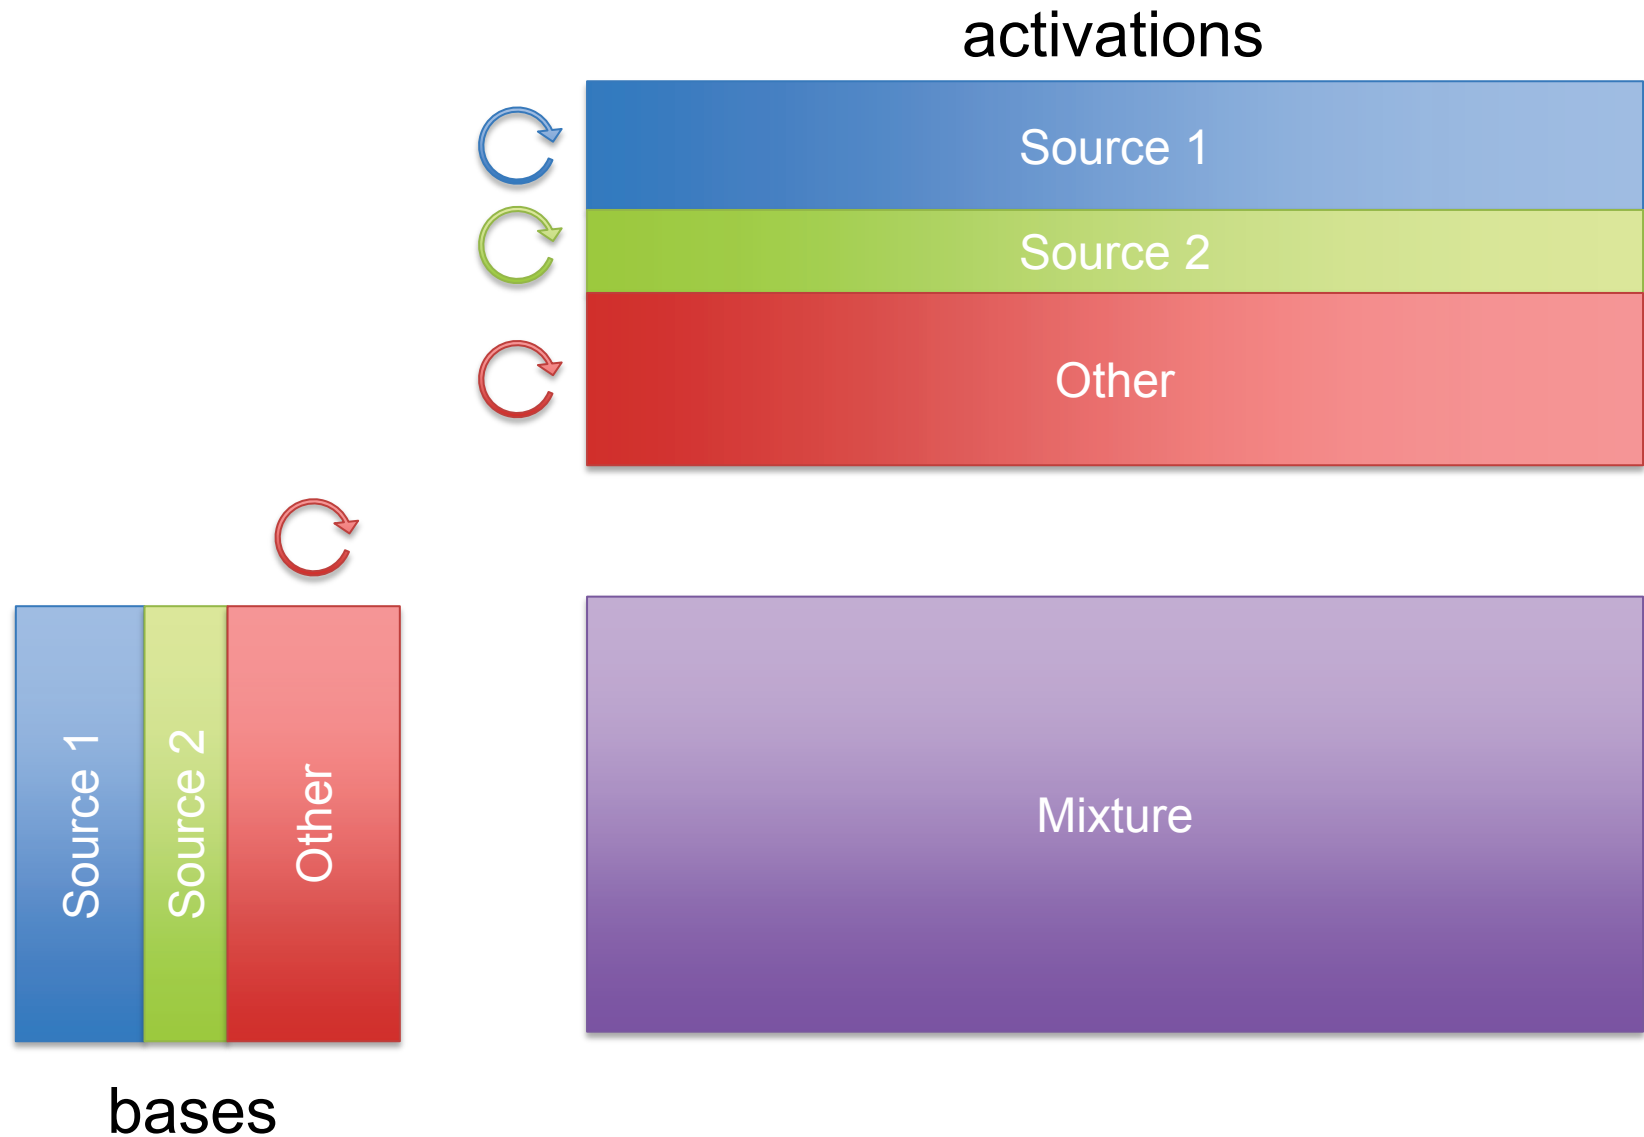 activations
Source 1
Source 2
Other
Source 1
Source 2
Other
Mixture
bases